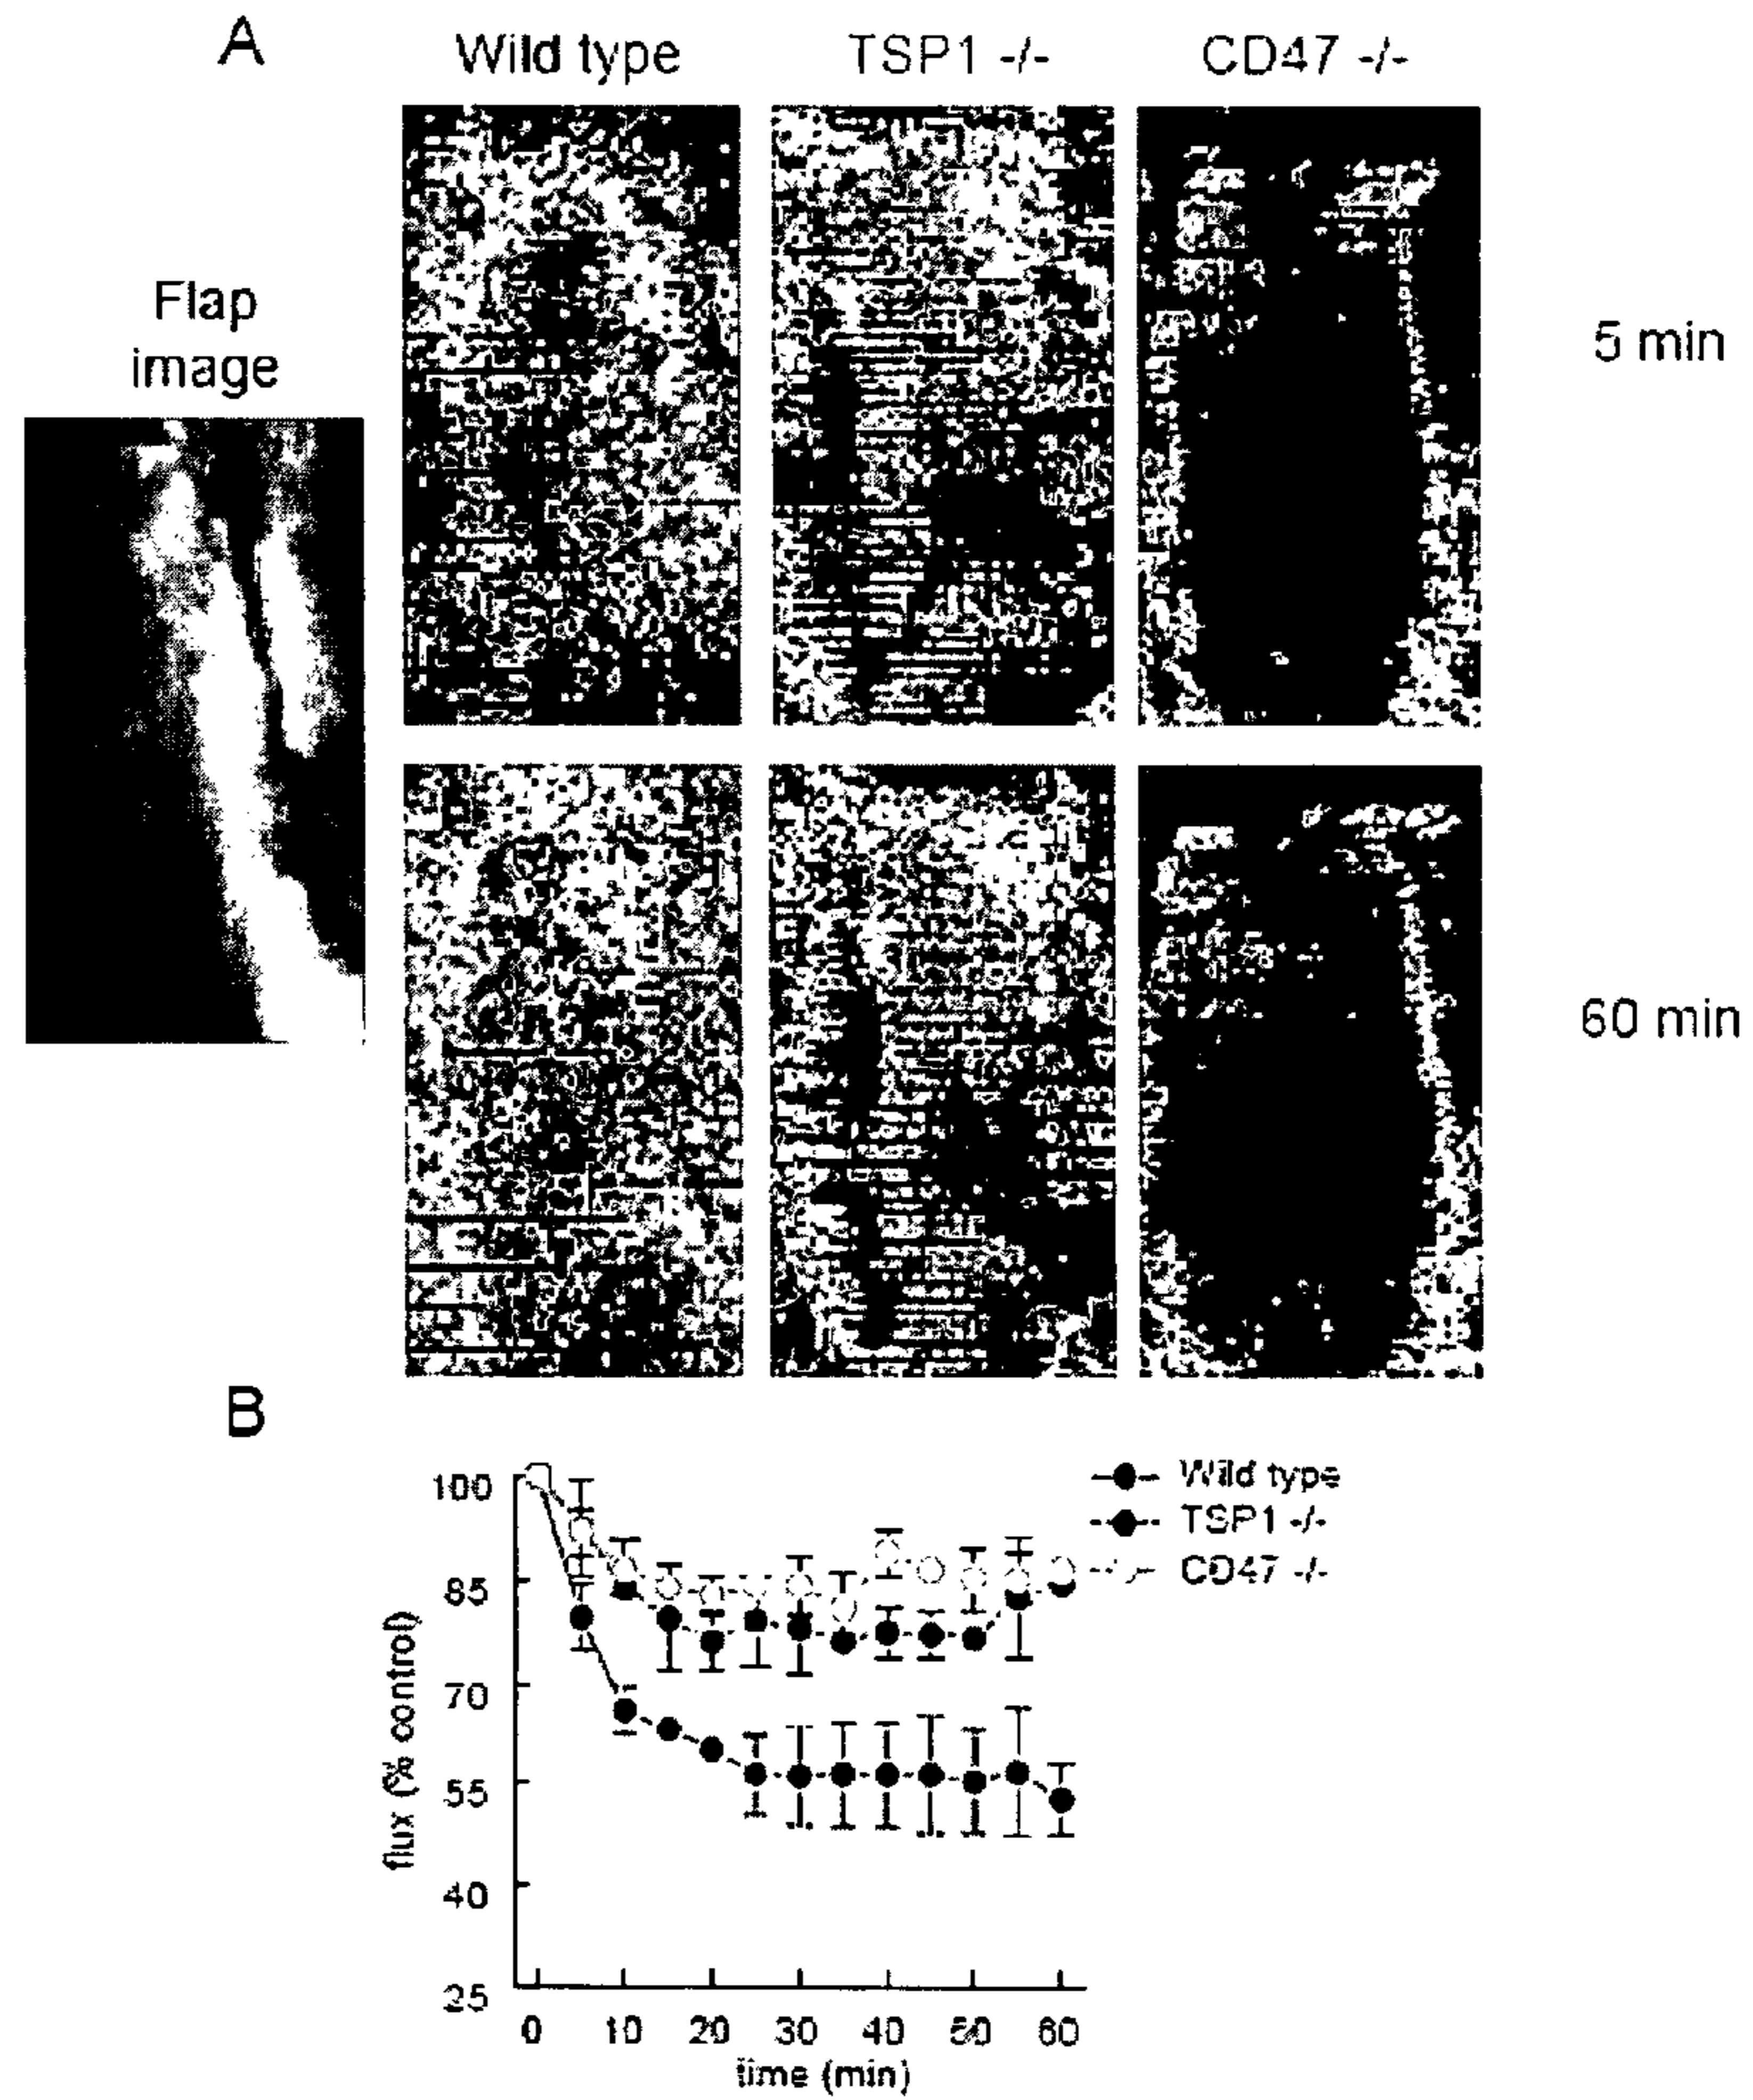 A
Wild type TSP1 -/- CD47 -/-
Flap
image
5 min
60 min
B
100
85
70
55
40
25
flux (% control)
0 10 20 30 40 50 60
time (min)
Wild type
TSP1 -/-
CD47 -/-